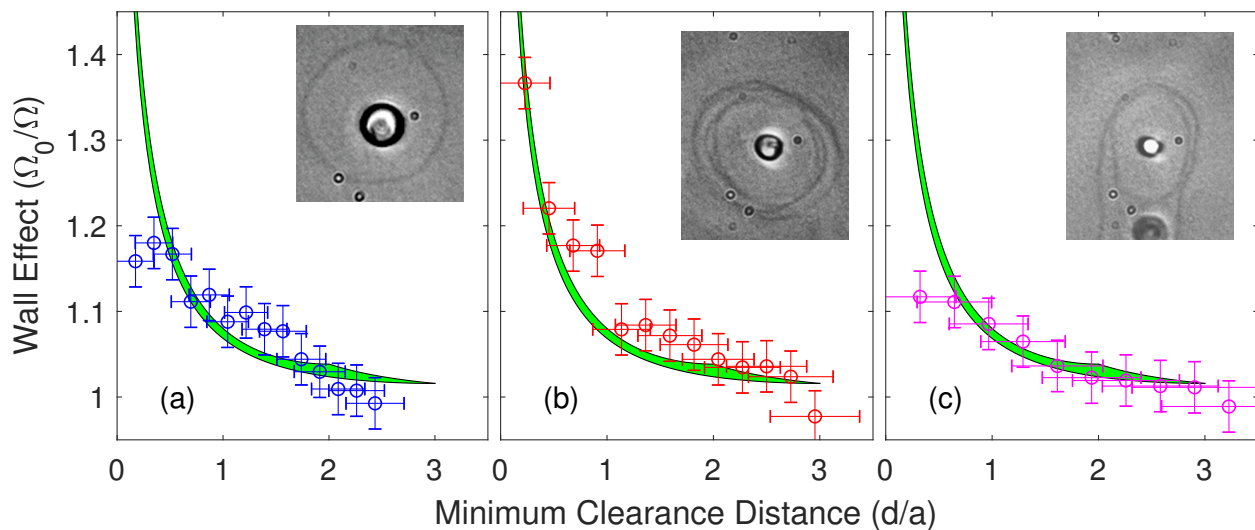 Wall Effect (Ω₀/Ω)
1.4
1.3
1.2
1.1
1
(a)
(b)
(c)
0 1 2 3 0 1 2 3 0 1 2 3
Minimum Clearance Distance (d/a)